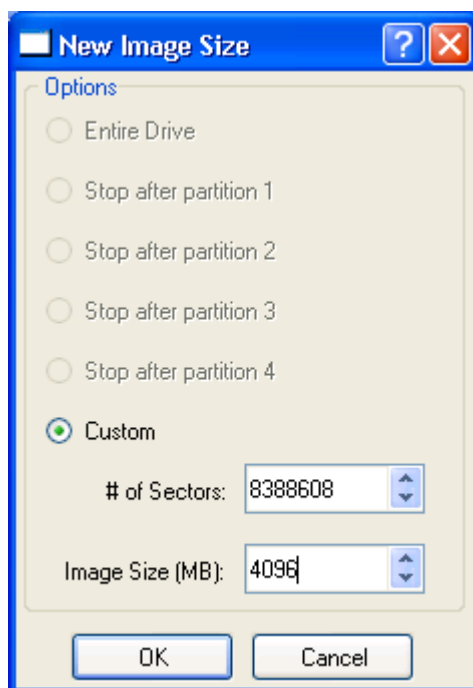 New Image Size
Options
Entire Drive
Stop after partition 1
Stop after partition 2
Stop after partition 3
Stop after partition 4
Custom
# of Sectors: 8388608
Image Size (MB): 4096
OK Cancel